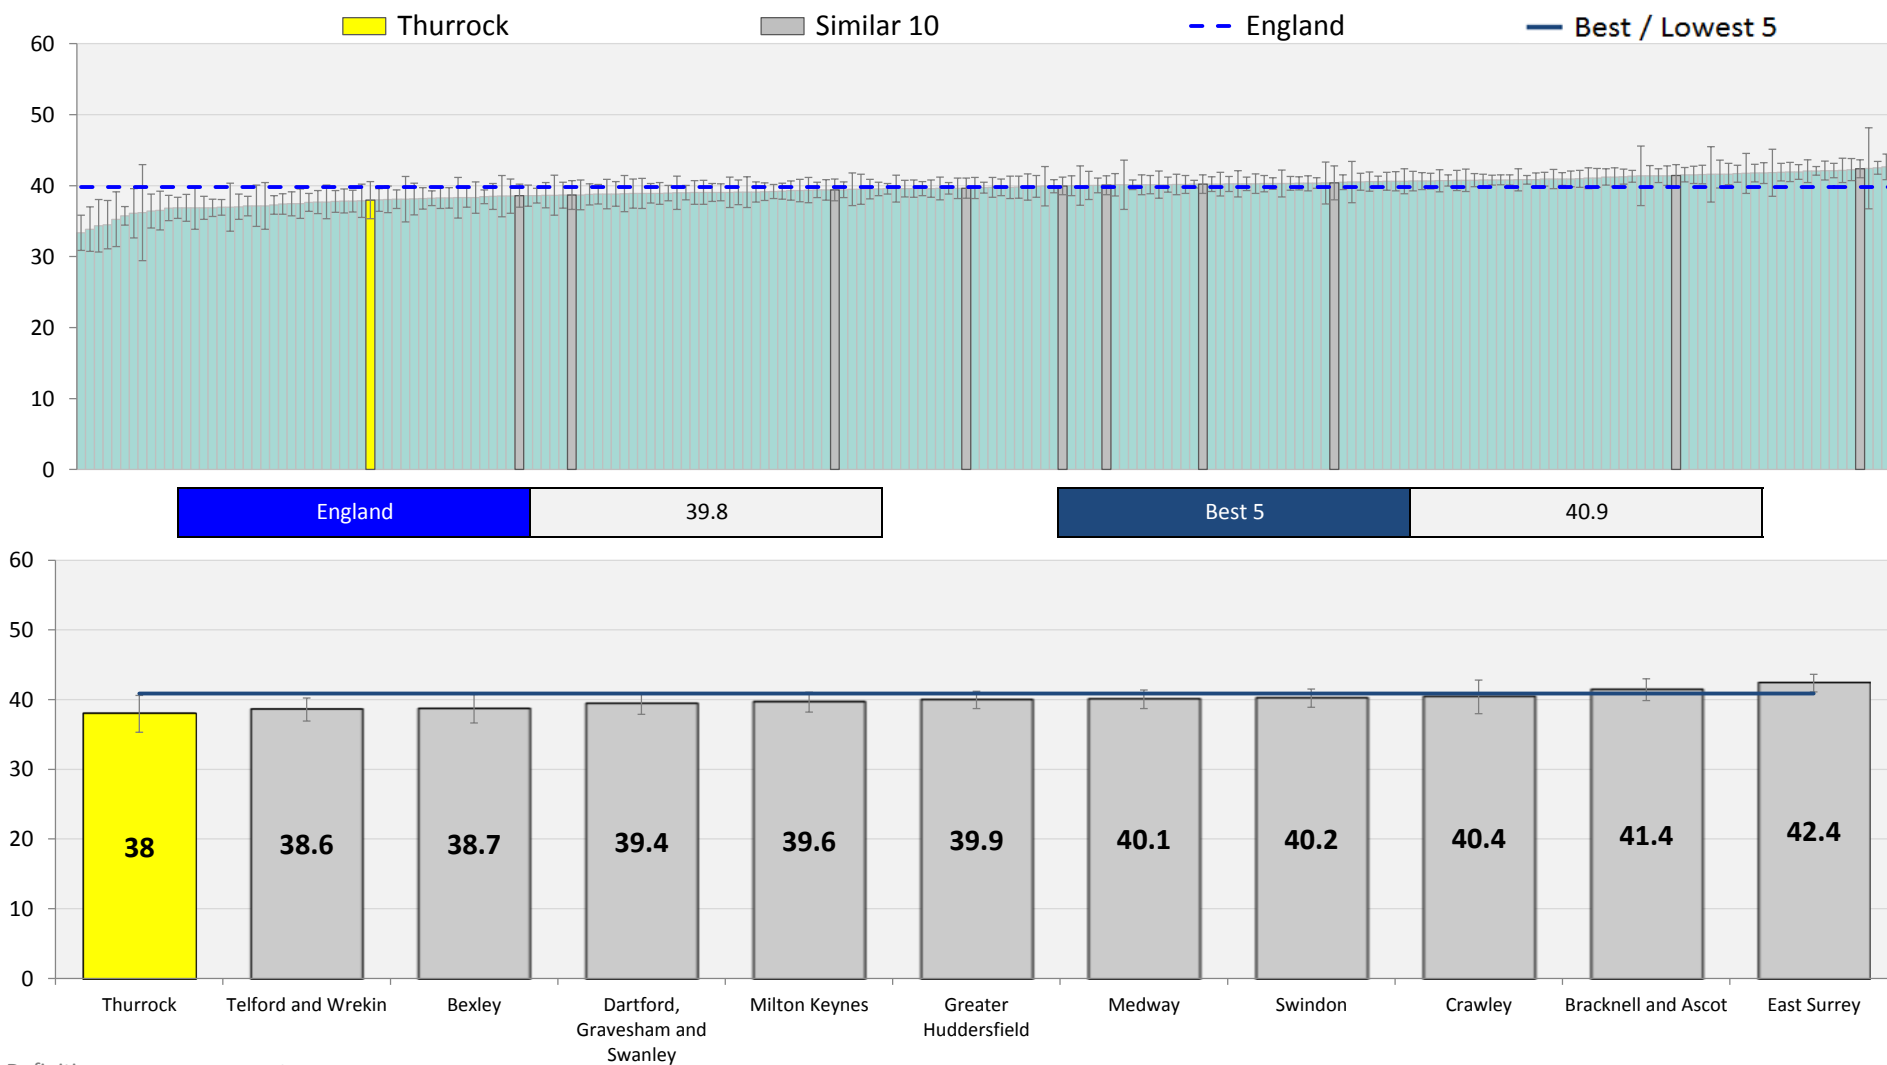 Thurrock Similar 10 England Best / Lowest 5
60
50
40
30
20
10
0
England 39.8 Best 5 40.9
60
50
40
30
20
10
0
38 38.6 38.7 39.4 39.6 39.9 40.1 40.2 40.4 41.4 42.4
Thurrock Telford and Wrekin Bexley Dartford, Milton Keynes Greater Medway Swindon Crawley Bracknell and Ascot East Surrey
Gravesham and Huddersfield
Swanley